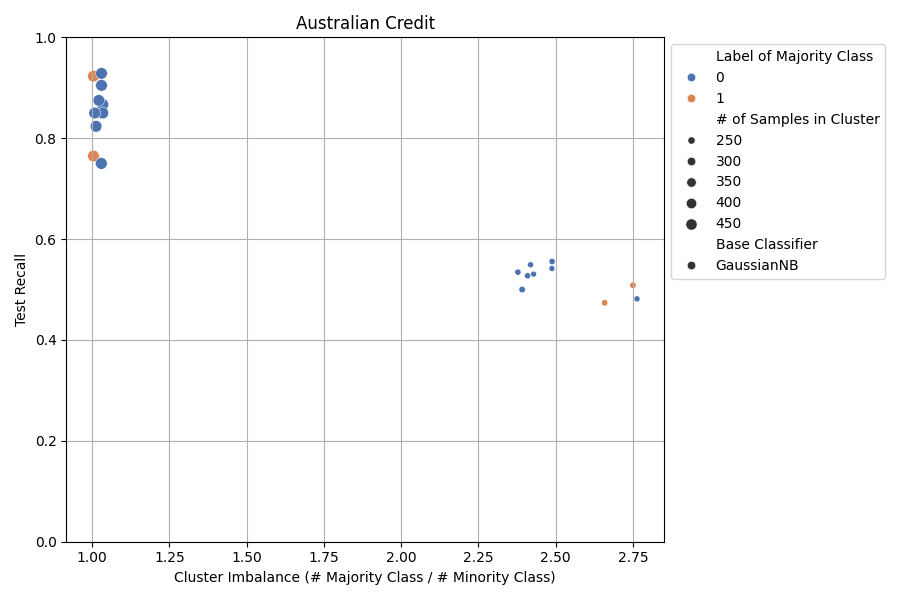 Australian Credit
Test Recall
1.0
0.8
0.6
0.4
0.2
0.0
1.00 1.25 1.50 1.75 2.00 2.25 2.50 2.75
Cluster Imbalance (# Majority Class / # Minority Class)
Label of Majority Class
0
1
# of Samples in Cluster
250
300
350
400
450
Base Classifier
GaussianNB